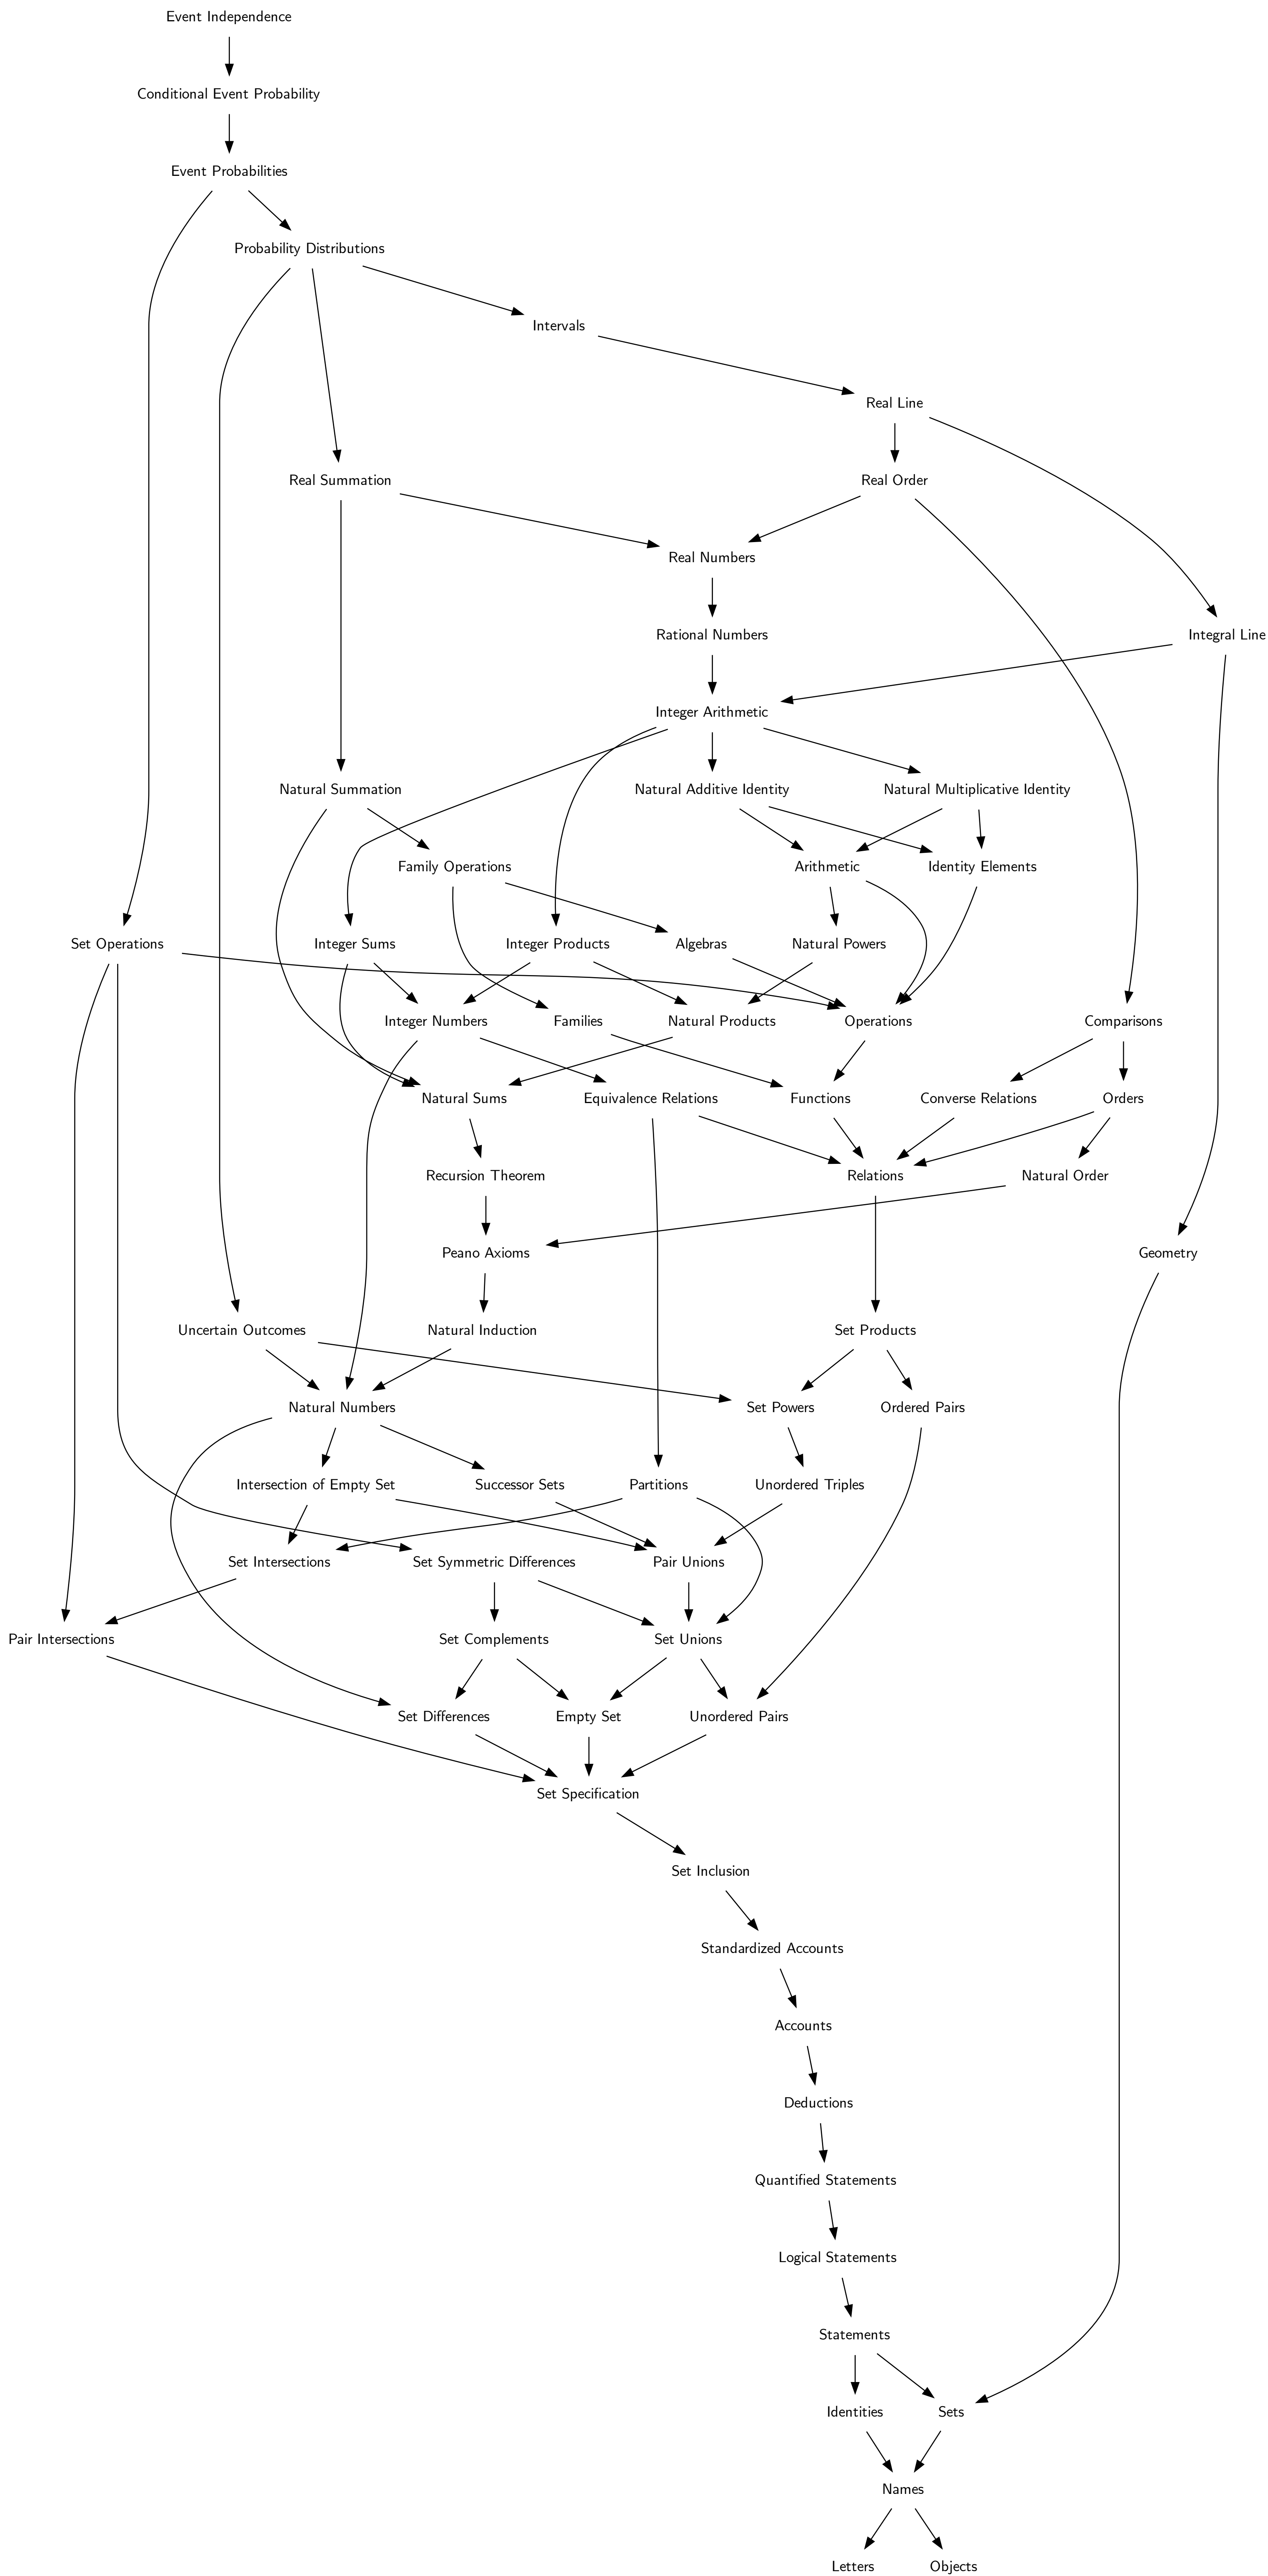 Event Independence
Conditional Event Probability
Event Probabilities
Probability Distributions
Intervals
Real Line
Real Summation
Real Order
Real Numbers
Rational Numbers
Integral Line
Integer Arithmetic
Natural Summation
Natural Additive Identity
Natural Multiplicative Identity
Family Operations
Arithmetic
Identity Elements
Set Operations
Integer Sums
Integer Products
Algebras
Natural Powers
Integer Numbers
Families
Natural Products
Operations
Comparisons
Natural Sums
Equivalence Relations
Functions
Converse Relations
Orders
Recursion Theorem
Relations
Natural Order
Peano Axioms
Geometry
Uncertain Outcomes
Natural Induction
Set Products
Natural Numbers
Set Powers
Ordered Pairs
Intersection of Empty Set
Successor Sets
Partitions
Unordered Triples
Set Intersections
Set Symmetric Differences
Pair Unions
Pair Intersections
Set Complements
Set Unions
Set Differences
Empty Set
Unordered Pairs
Set Specification
Set Inclusion
Standardized Accounts
Accounts
Deductions
Quantified Statements
Logical Statements
Statements
Identities
Sets
Names
Letters
Objects